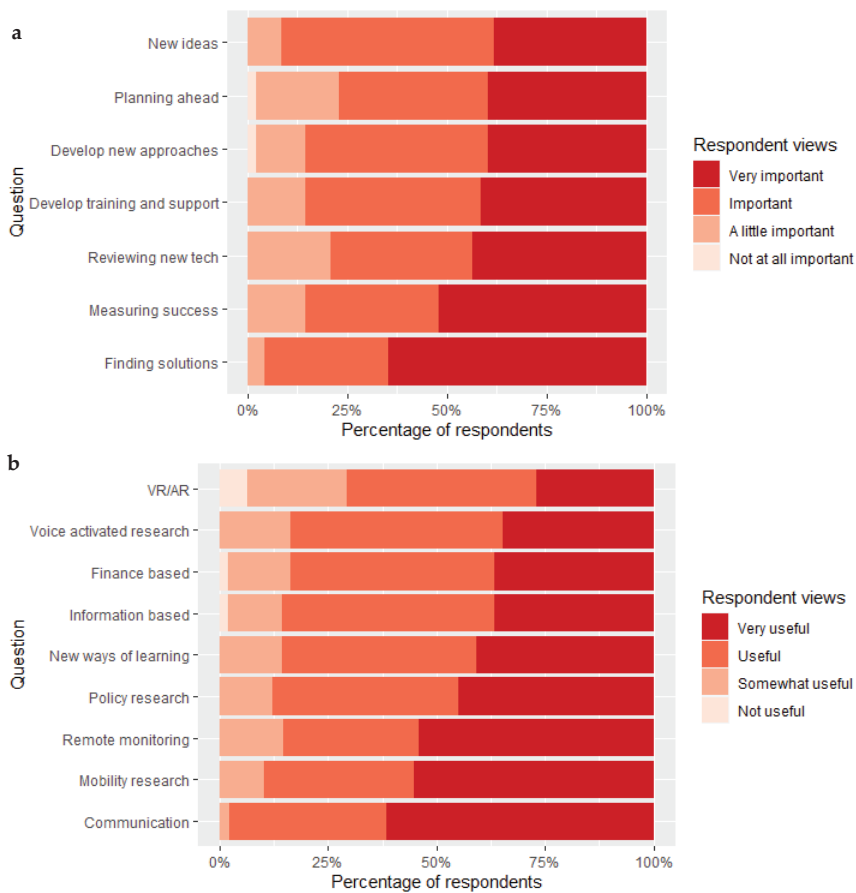 a
New ideas
Planning ahead
Develop new approaches
Develop training and support
Reviewing new tech
Measuring success
Finding solutions
Question
0% 25% 50% 75% 100%
Percentage of respondents
Respondent views
Very important
Important
A little important
Not at all important
b
VR/AR
Voice activated research
Finance based
Information based
New ways of learning
Policy research
Remote monitoring
Mobility research
Communication
Question
0% 25% 50% 75% 100%
Percentage of respondents
Respondent views
Very useful
Useful
Somewhat useful
Not useful